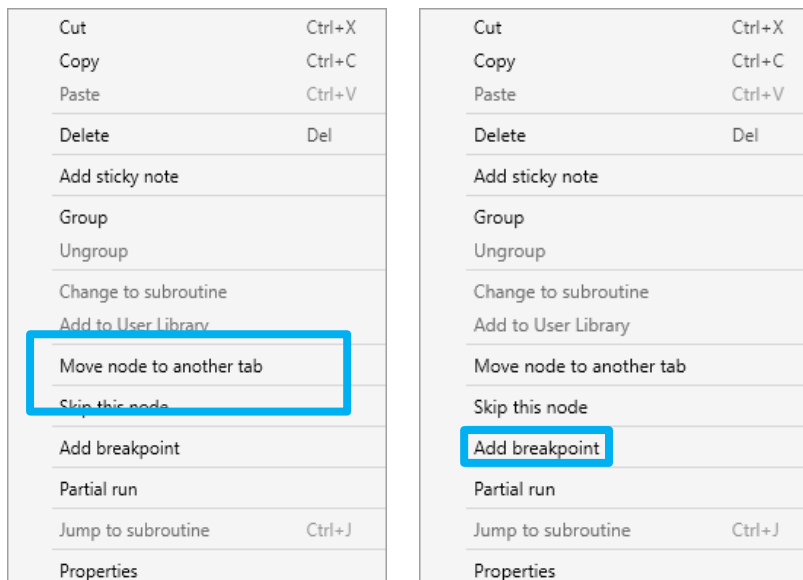 Cut Ctrl+X
Copy Ctrl+C
Paste Ctrl+V
Delete Del
Add sticky note
Group
Ungroup
Change to subroutine
Add to User Library
Move node to another tab
Skip this node
Add breakpoint
Partial run
Jump to subroutine Ctrl+J
Properties
Cut Ctrl+X
Copy Ctrl+C
Paste Ctrl+V
Delete Del
Add sticky note
Group
Ungroup
Change to subroutine
Add to User Library
Move node to another tab
Skip this node
Add breakpoint
Partial run
Jump to subroutine Ctrl+J
Properties